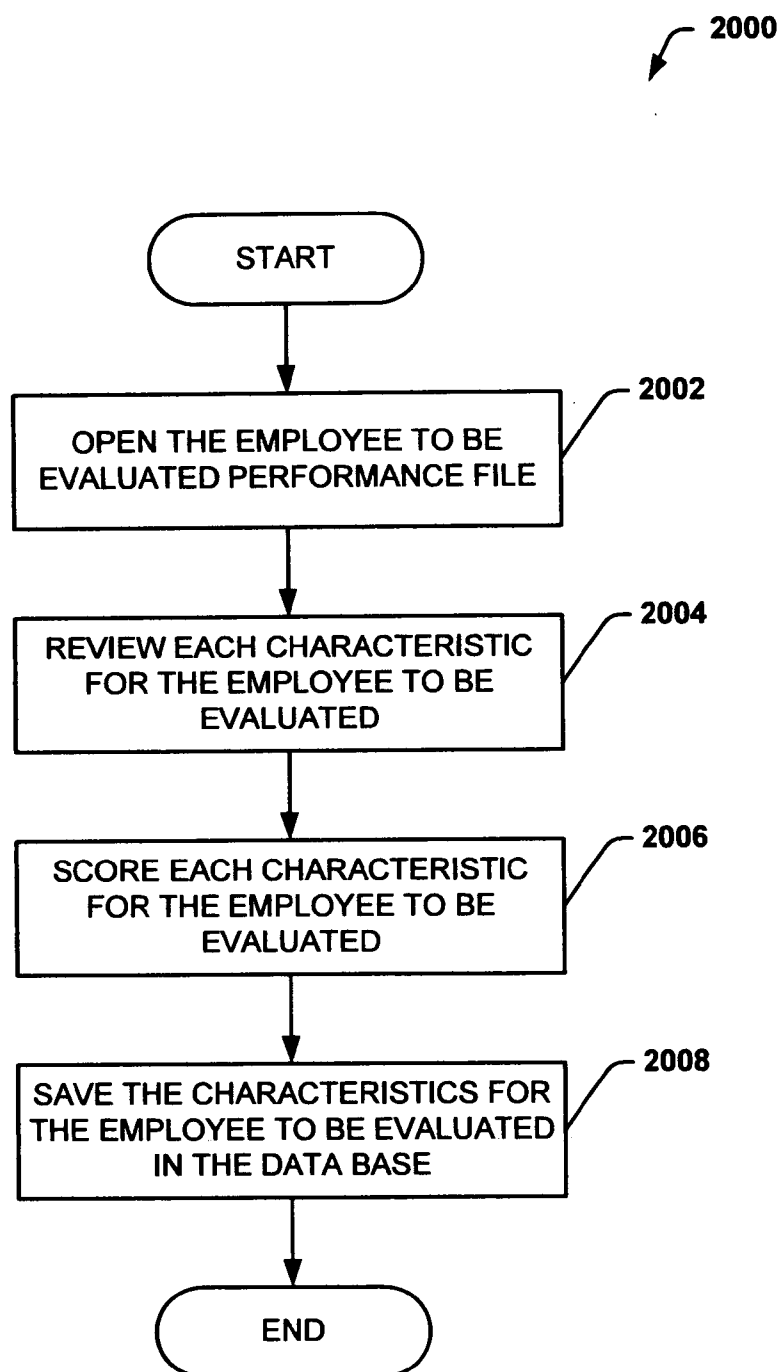 2000
START
2002
OPEN THE EMPLOYEE TO BE
EVALUATED PERFORMANCE FILE
2004
REVIEW EACH CHARACTERISTIC
FOR THE EMPLOYEE TO BE
EVALUATED
2006
SCORE EACH CHARACTERISTIC
FOR THE EMPLOYEE TO BE
EVALUATED
2008
SAVE THE CHARACTERISTICS FOR
THE EMPLOYEE TO BE EVALUATED
IN THE DATA BASE
END